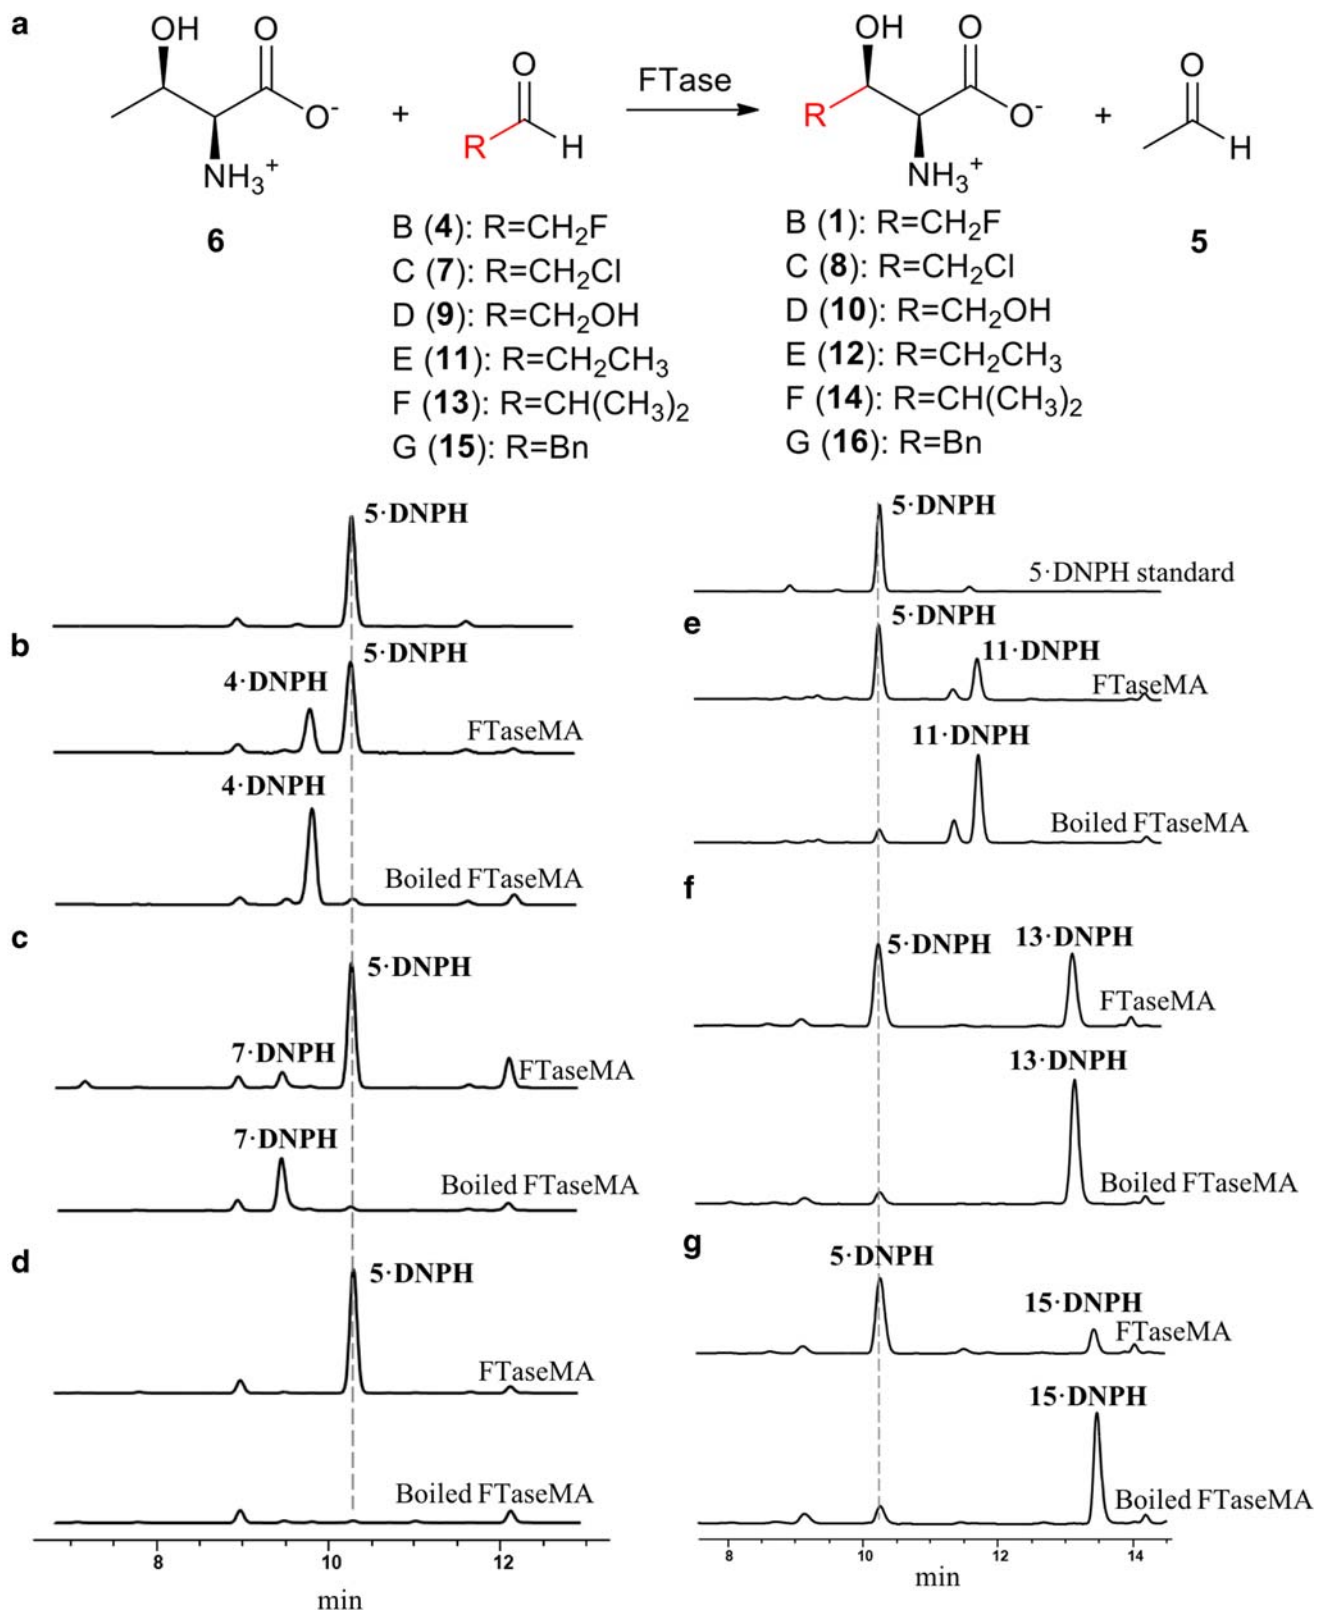 a
OH O
O⁻
NH₃⁺
6
+
O
R H
FTase
OH O
R O⁻
NH₃⁺
+
O
H
5
B (4): R=CH₂F
C (7): R=CH₂Cl
D (9): R=CH₂OH
E (11): R=CH₂CH₃
F (13): R=CH(CH₃)₂
G (15): R=Bn
B (1): R=CH₂F
C (8): R=CH₂Cl
D (10): R=CH₂OH
E (12): R=CH₂CH₃
F (14): R=CH(CH₃)₂
G (16): R=Bn
5·DNPH
b
5·DNPH
4·DNPH
FTaseMA
4·DNPH
Boiled FTaseMA
c
5·DNPH
7·DNPH
FTaseMA
7·DNPH
Boiled FTaseMA
d
5·DNPH
FTaseMA
Boiled FTaseMA
8 10 12
min
5·DNPH
5·DNPH standard
e
5·DNPH
11·DNPH
FTaseMA
11·DNPH
Boiled FTaseMA
f
5·DNPH 13·DNPH
FTaseMA
13·DNPH
Boiled FTaseMA
g
5·DNPH
15·DNPH
FTaseMA
15·DNPH
Boiled FTaseMA
8 10 12 14
min